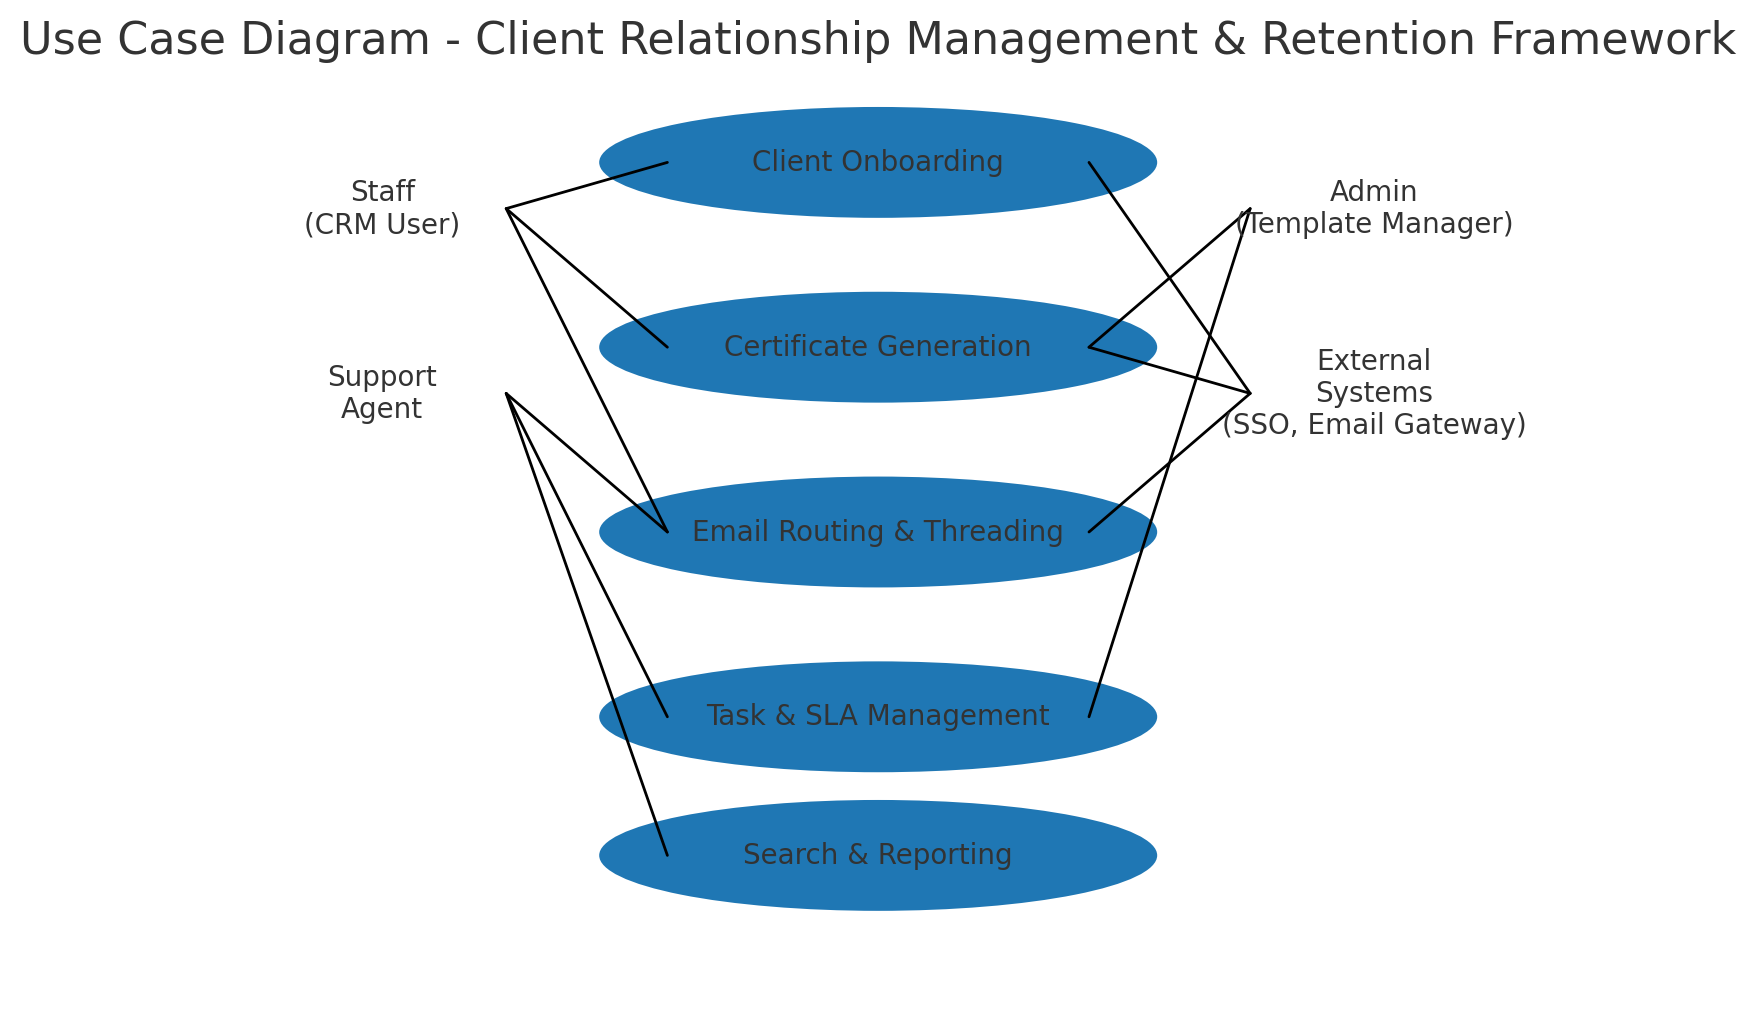 Use Case Diagram - Client Relationship Management & Retention Framework
Client Onboarding
Staff
(CRM User)
Admin
(Template Manager)
Certificate Generation
Support
Agent
External
Systems
(SSO, Email Gateway)
Email Routing & Threading
Task & SLA Management
Search & Reporting